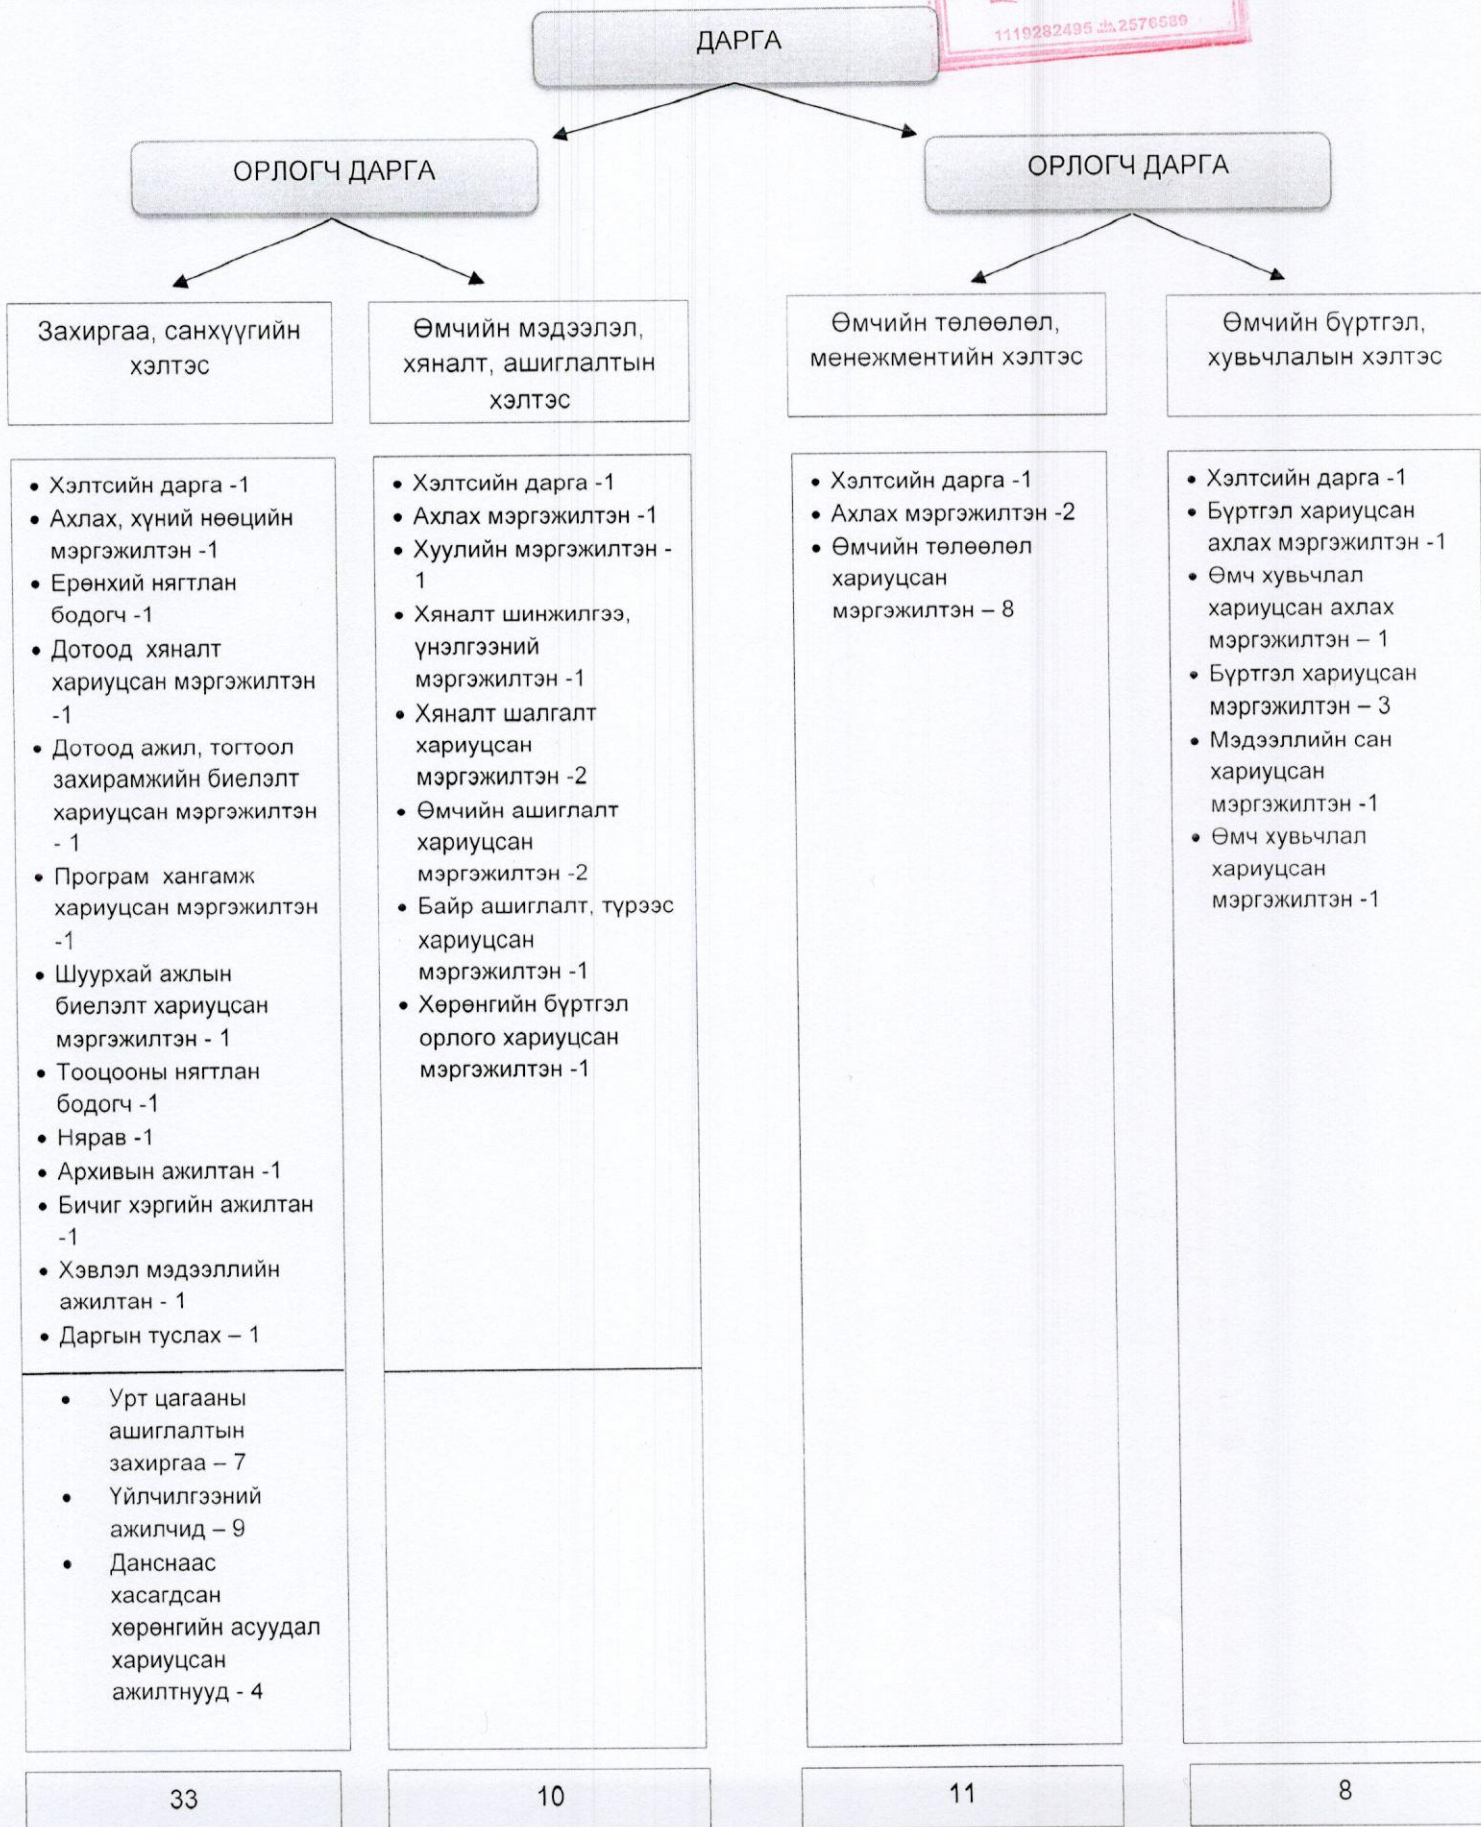 1119282495 2576589
ДАРГА
ОРЛОГЧ ДАРГА
ОРЛОГЧ ДАРГА
Захиргаа, санхүүгийн
хэлтэс
Өмчийн мэдээлэл,
хяналт, ашиглалтын
хэлтэс
Өмчийн төлөөлөл,
менежментийн хэлтэс
Өмчийн бүртгэл,
хувьчлалын хэлтэс
• Хэлтсийн дарга -1
• Ахлах, хүний нөөцийн
мэргэжилтэн -1
• Ерөнхий нягтлан
бодогч -1
• Дотоод хяналт
хариуцсан мэргэжилтэн
-1
• Дотоод ажил, тогтоол
захирамжийн биелэлт
хариуцсан мэргэжилтэн
- 1
• Програм хангамж
хариуцсан мэргэжилтэн
-1
• Шуурхай ажлын
биелэлт хариуцсан
мэргэжилтэн - 1
• Тооцооны нягтлан
бодогч -1
• Нярав -1
• Архивын ажилтан -1
• Бичиг хэргийн ажилтан
-1
• Хэвлэл мэдээллийн
ажилтан - 1
• Даргын туслах – 1
• Урт цагааны
ашиглалтын
захиргаа – 7
• Үйлчилгээний
ажилчид – 9
• Данснаас
хасагдсан
хөрөнгийн асуудал
хариуцсан
ажилтнууд - 4
• Хэлтсийн дарга -1
• Ахлах мэргэжилтэн -1
• Хуулийн мэргэжилтэн -
1
• Хяналт шинжилгээ,
үнэлгээний
мэргэжилтэн -1
• Хяналт шалгалт
хариуцсан
мэргэжилтэн -2
• Өмчийн ашиглалт
хариуцсан
мэргэжилтэн -2
• Байр ашиглалт, түрээс
хариуцсан
мэргэжилтэн -1
• Хөрөнгийн бүртгэл
орлого хариуцсан
мэргэжилтэн -1
• Хэлтсийн дарга -1
• Ахлах мэргэжилтэн -2
• Өмчийн төлөөлөл
хариуцсан
мэргэжилтэн – 8
• Хэлтсийн дарга -1
• Бүртгэл хариуцсан
ахлах мэргэжилтэн -1
• Өмч хувьчлал
хариуцсан ахлах
мэргэжилтэн – 1
• Бүртгэл хариуцсан
мэргэжилтэн – 3
• Мэдээллийн сан
хариуцсан
мэргэжилтэн -1
• Өмч хувьчлал
хариуцсан
мэргэжилтэн -1
33
10
11
8